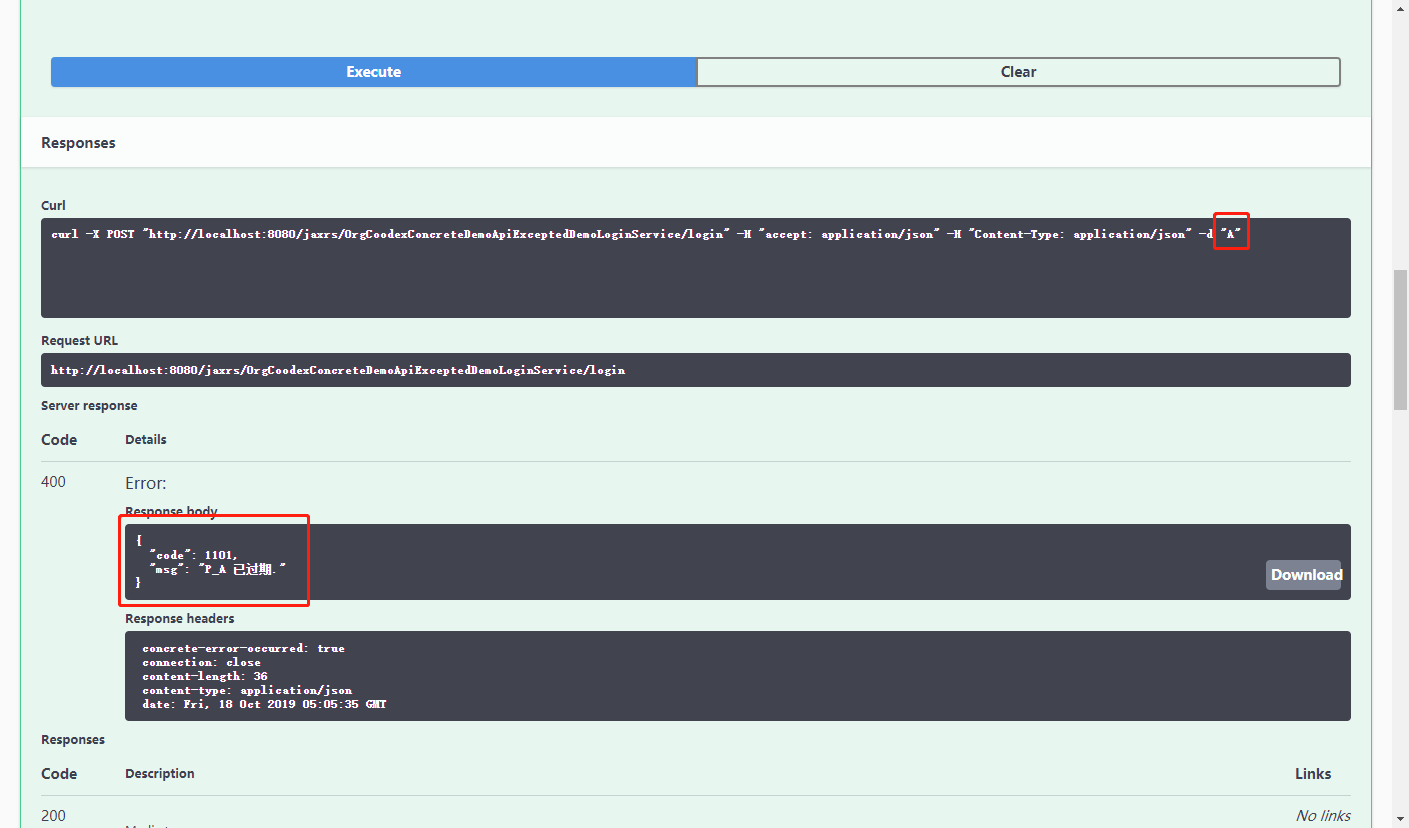 Execute
Clear
Responses
Curl
curl -X POST "http://localhost:8080/jaxrs/OrgCoodexConcreteDemoApiExceptedDemoLoginService/login" -H "accept: application/json" -H "Content-Type: application/json" -d "A"
Request URL
http://localhost:8080/jaxrs/OrgCoodexConcreteDemoApiExceptedDemoLoginService/login
Server response
Code
Details
400
Error:
Response body
{
"code": 1101,
"msg": "P_A 已过期."
}
Download
Response headers
concrete-error-occurred: true
connection: close
content-length: 36
content-type: application/json
date: Fri, 18 Oct 2019 05:05:35 GMT
Responses
Code
Description
Links
200
No links